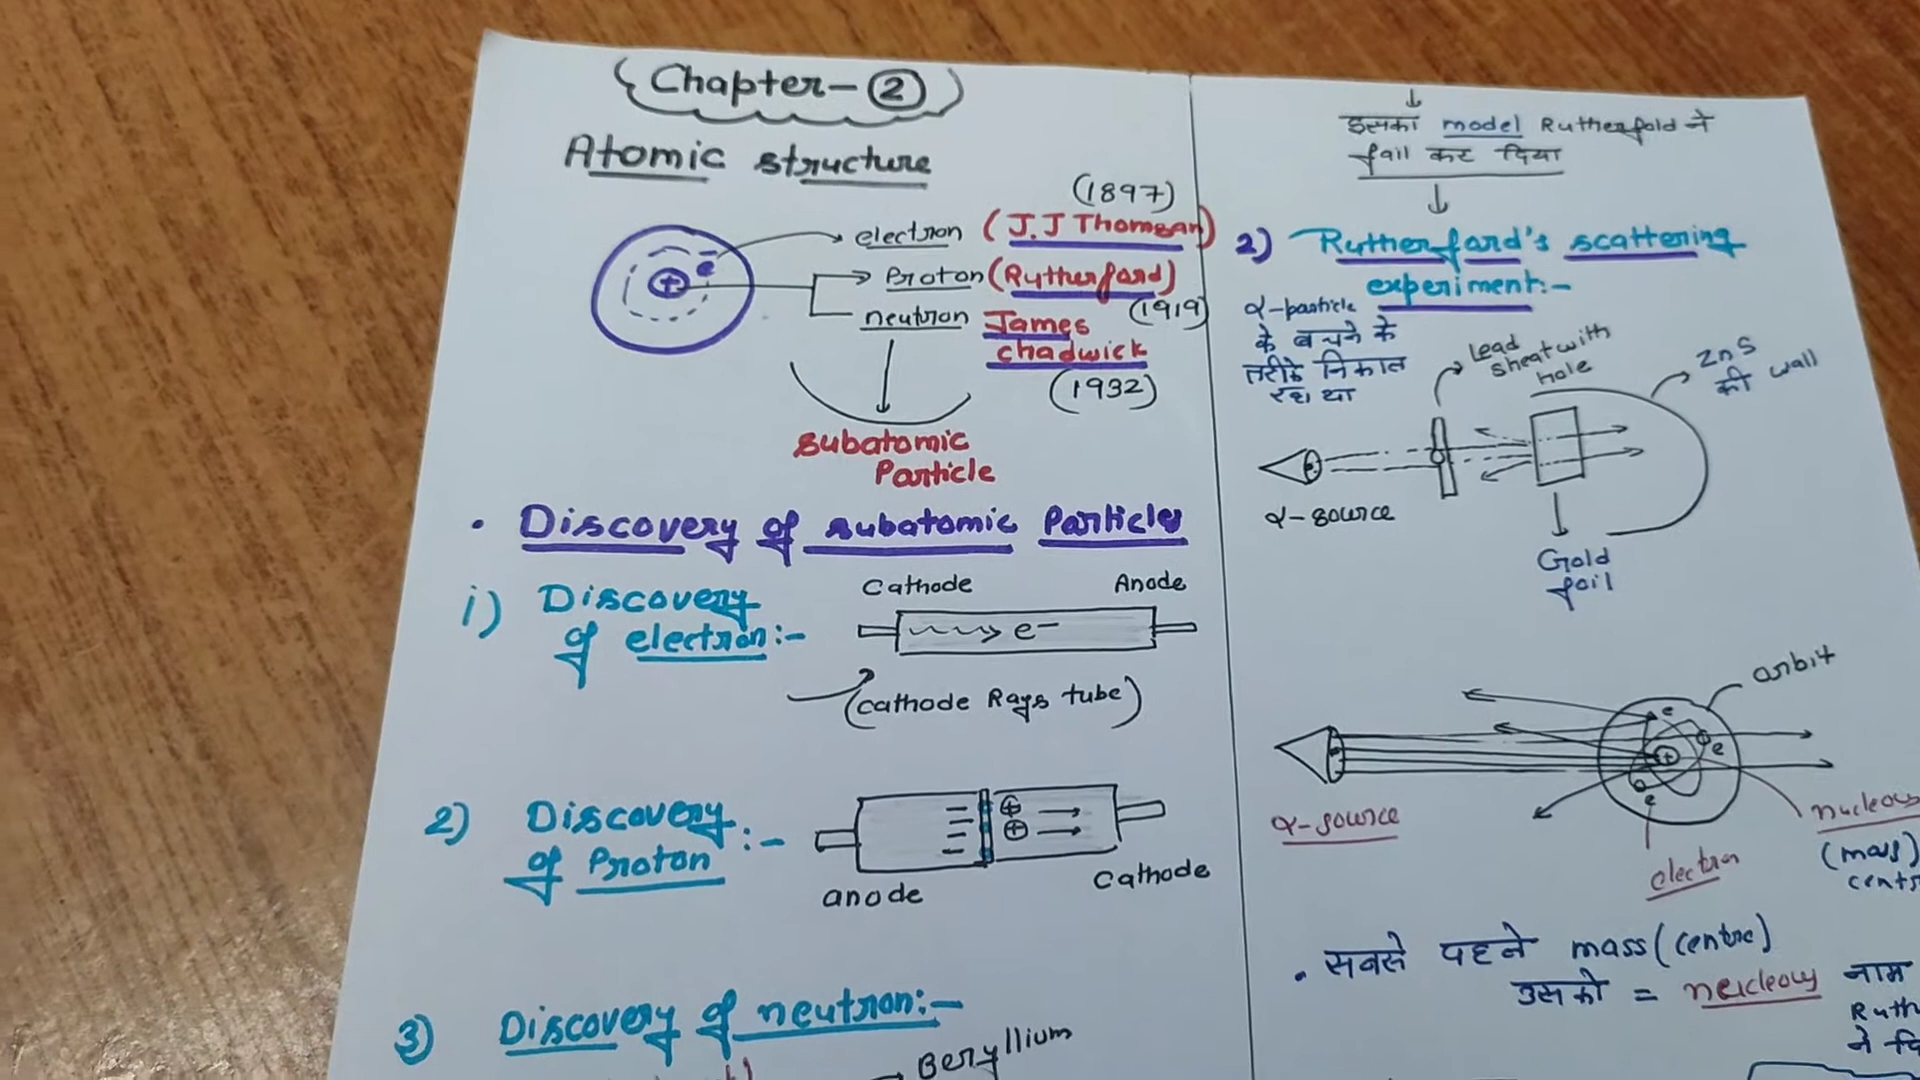 Chapter - 2
Atomic structure
(1897)
electron (J.J Thomson)
e
+
Proton (Rutherford)
(1919)
neutron James
chadwick
(1932)
subatomic
Particle
• Discovery of subatomic Particles
i) Discovery
of electron:-
Cathode Anode
e-
(Cathode Rays tube)
2) Discovery
of Proton :-
anode Cathode
3) Discovery of neutron:-
Beryllium
इसका model Rutherfold ने
fail कर दिया
2) Rutherford's scattering
experiment:-
α-particle
के बचने के
तरीके निकाल
रहा था
Lead
sheat with
hole
ZnS
की wall
α-source
Gold
foil
orbit
e
e
+
e
α-source
electron
nucleous
(mass)
• सबसे पहले mass (centre)
उसको = nucleous नाम